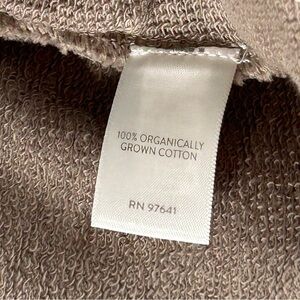 100% ORGANICALLY
GROWN COTTON
RN 97641